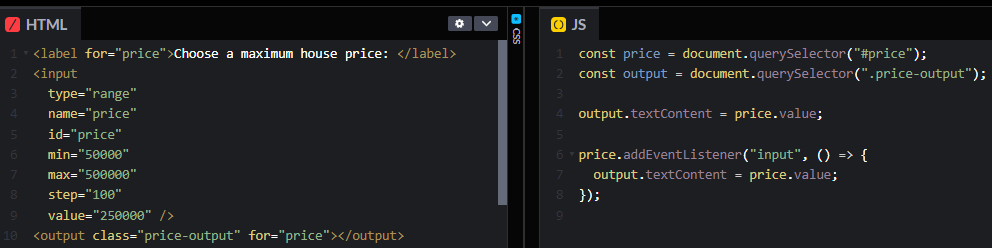 HTML
CSS
JS
1 <label for="price">Choose a maximum house price: </label>
2 <input
3 type="range"
4 name="price"
5 id="price"
6 min="50000"
7 max="500000"
8 step="100"
9 value="250000" />
10 <output class="price-output" for="price"></output>
1 const price = document.querySelector("#price");
2 const output = document.querySelector(".price-output");
3
4 output.textContent = price.value;
5
6 price.addEventListener("input", () => {
7 output.textContent = price.value;
8 });
9